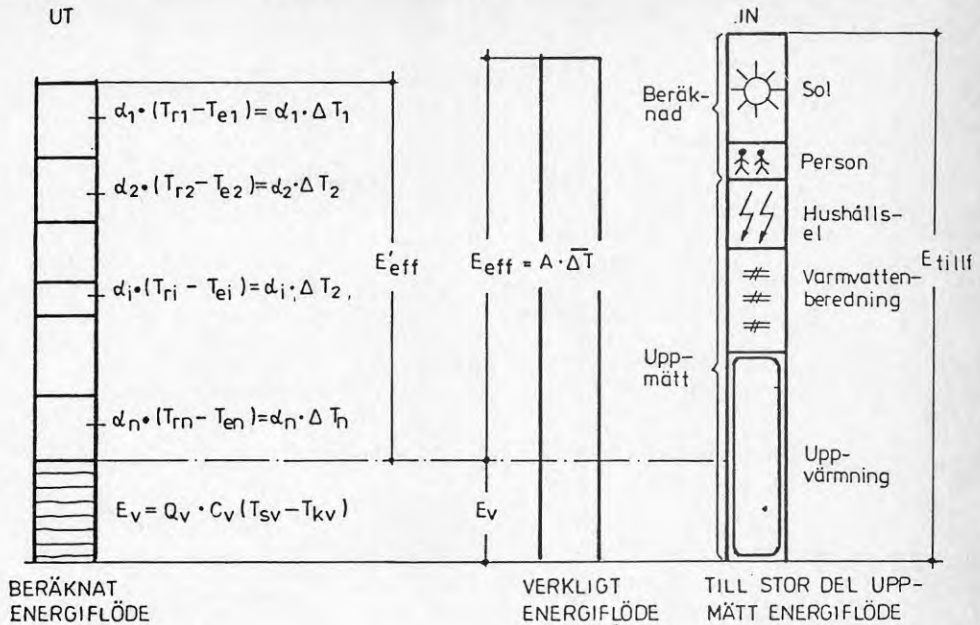 UT
.IN
α1•(Tr1−Te1)=α1·ΔT1
α2•(Tr2−Te2)=α2·ΔT2
αi•(Tri − Tei)=αi·ΔT2,
αn•(Trn−Ten)=αn·ΔTn
Ev=Qv•Cv(Tsv−Tkv)
E'eff
Eeff=A·ΔT̅
Ev
Beräk-
nad
Upp-
mätt
Sol
Person
Hushålls-
el
Varmvatten-
beredning
Upp-
värmning
Etillf
BERÄKNAT
ENERGIFLÖDE
VERKLIGT
ENERGIFLÖDE
TILL STOR DEL UPP-
MÄTT ENERGIFLÖDE